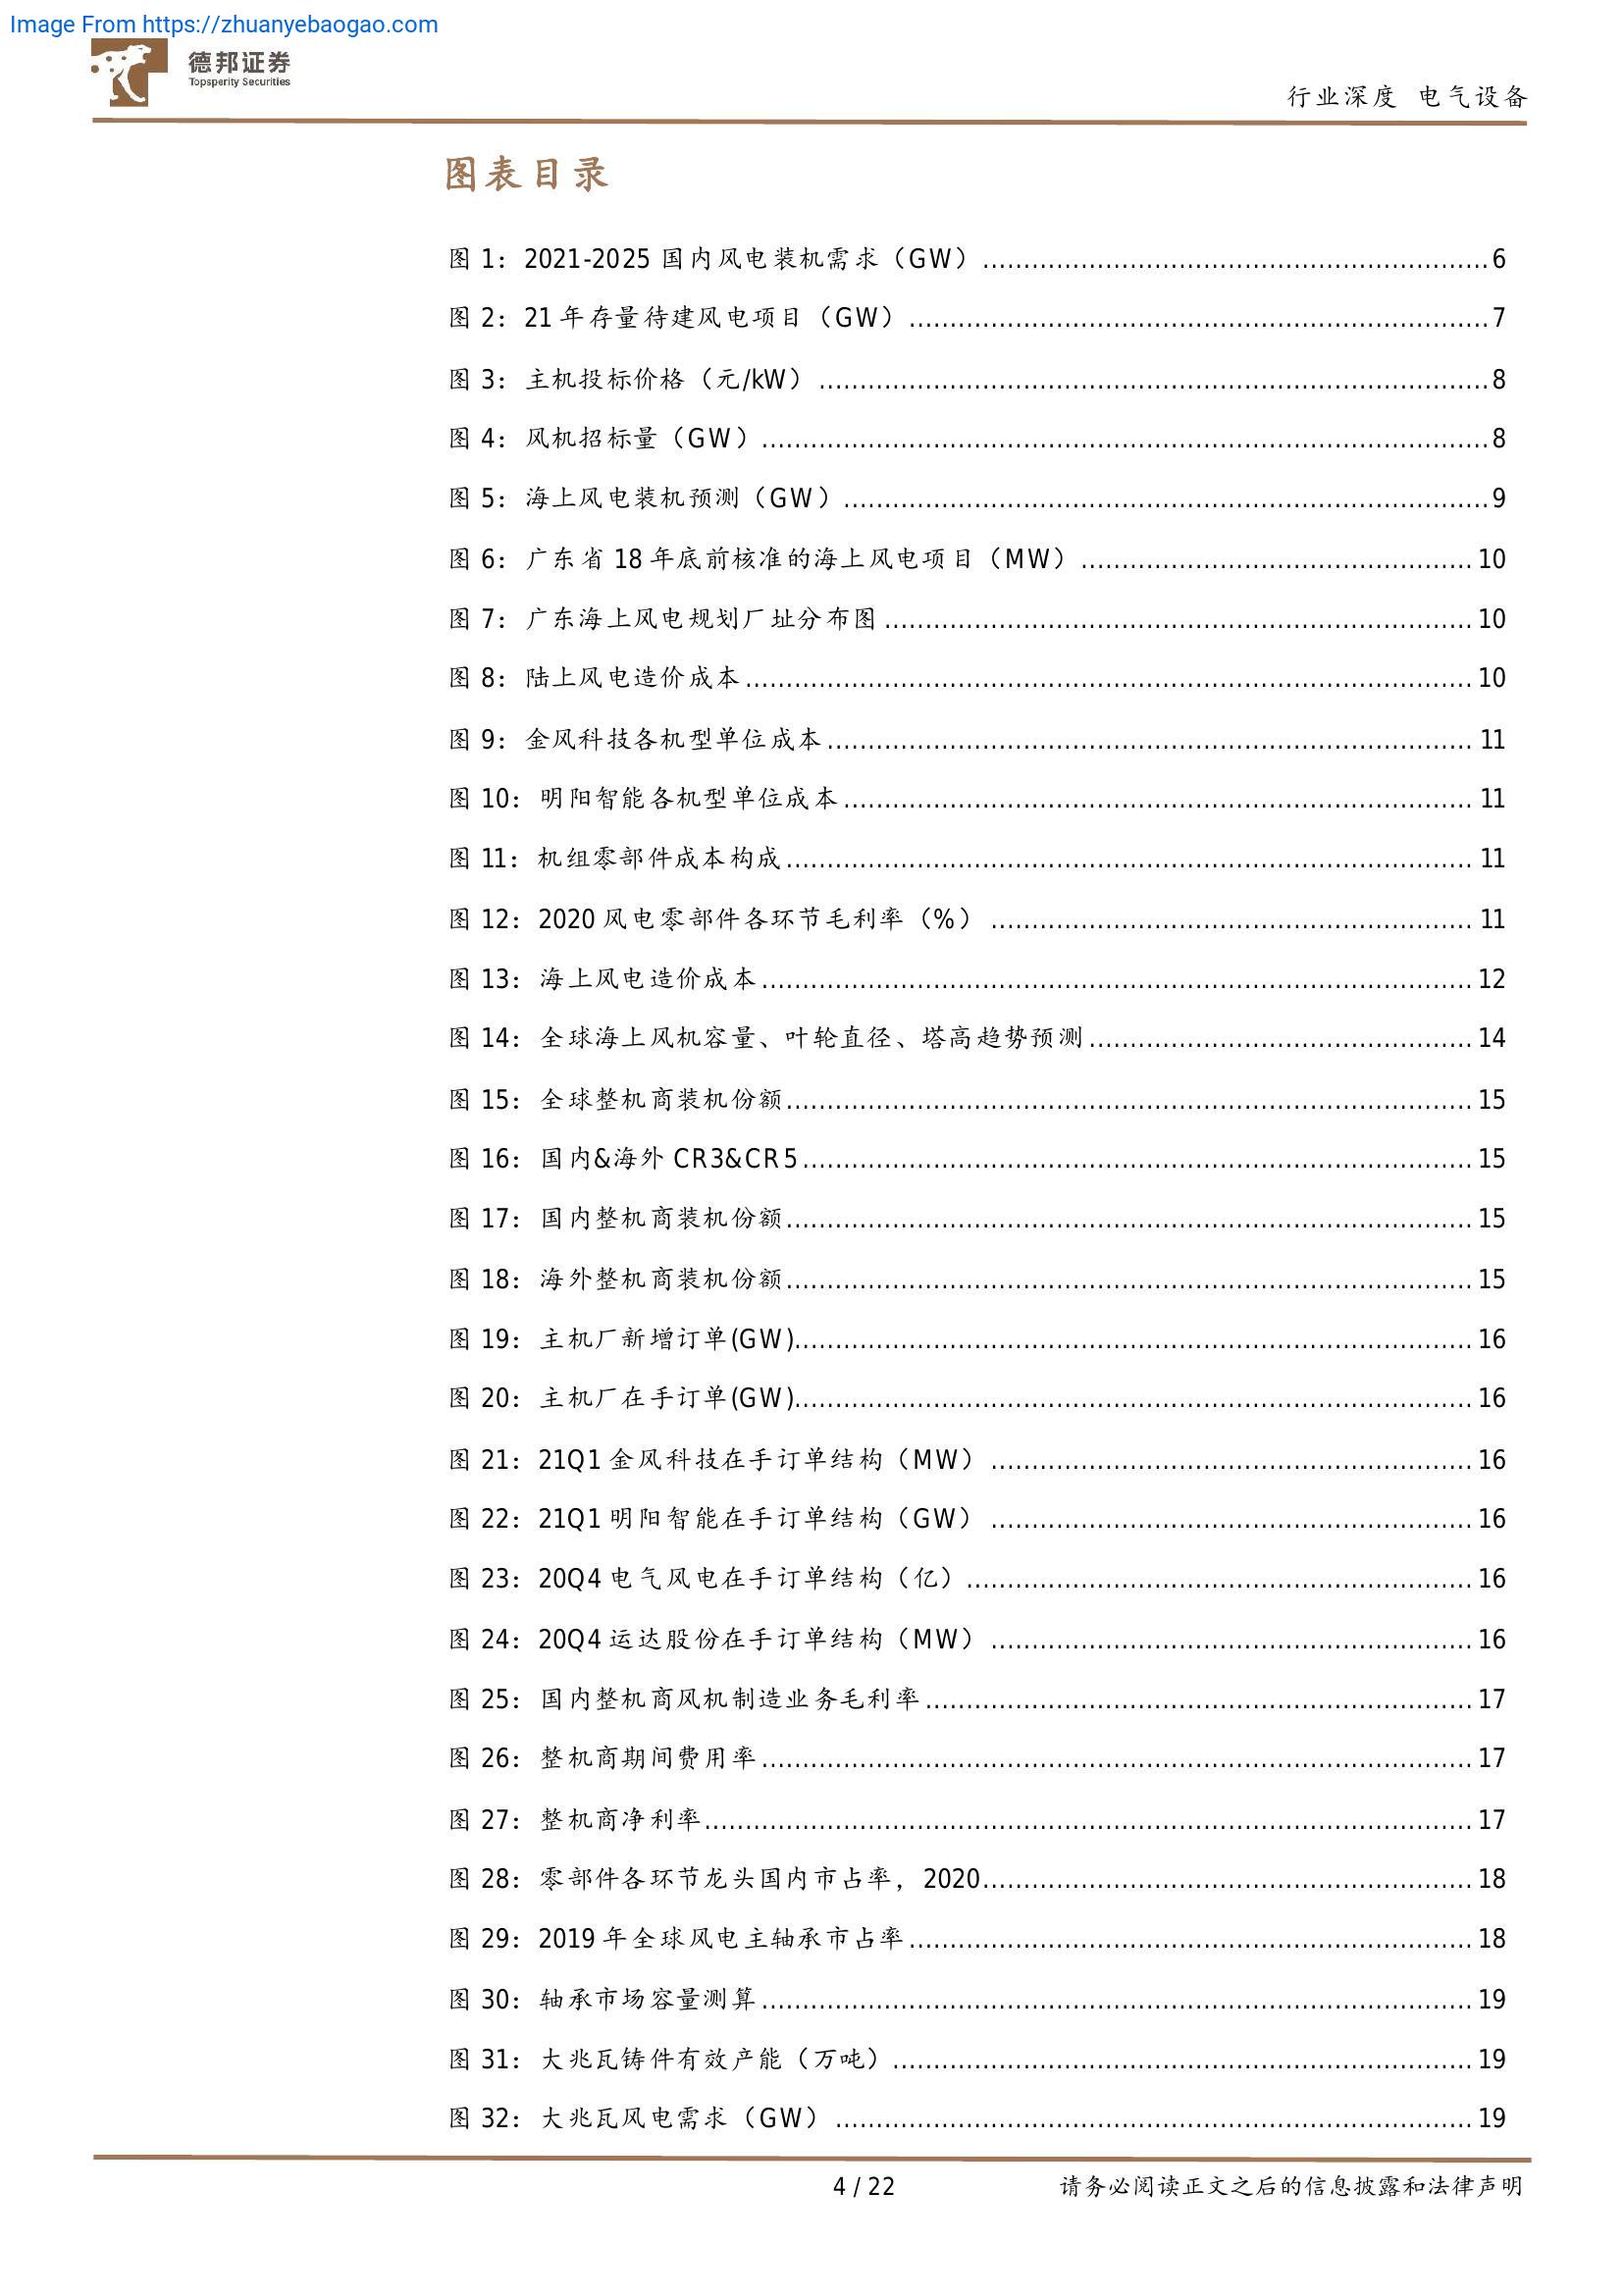 Image From https://zhuanyebaogao.com
德邦证券
Topsperity Securities
行业深度 电气设备
图表目录
图 1：2021-2025 国内风电装机需求（GW）......6
图 2：21 年存量待建风电项目（GW）......7
图 3：主机投标价格（元/kW）......8
图 4：风机招标量（GW）......8
图 5：海上风电装机预测（GW）......9
图 6：广东省 18 年底前核准的海上风电项目（MW）......10
图 7：广东海上风电规划厂址分布图......10
图 8：陆上风电造价成本......10
图 9：金风科技各机型单位成本......11
图 10：明阳智能各机型单位成本......11
图 11：机组零部件成本构成......11
图 12：2020 风电零部件各环节毛利率（%）......11
图 13：海上风电造价成本......12
图 14：全球海上风机容量、叶轮直径、塔高趋势预测......14
图 15：全球整机商装机份额......15
图 16：国内&海外 CR3&CR5......15
图 17：国内整机商装机份额......15
图 18：海外整机商装机份额......15
图 19：主机厂新增订单(GW)......16
图 20：主机厂在手订单(GW)......16
图 21：21Q1 金风科技在手订单结构（MW）......16
图 22：21Q1 明阳智能在手订单结构（GW）......16
图 23：20Q4 电气风电在手订单结构（亿）......16
图 24：20Q4 运达股份在手订单结构（MW）......16
图 25：国内整机商风机制造业务毛利率......17
图 26：整机商期间费用率......17
图 27：整机商净利率......17
图 28：零部件各环节龙头国内市占率，2020......18
图 29：2019 年全球风电主轴承市占率......18
图 30：轴承市场容量测算......19
图 31：大兆瓦铸件有效产能（万吨）......19
图 32：大兆瓦风电需求（GW）......19
4 / 22 请务必阅读正文之后的信息披露和法律声明